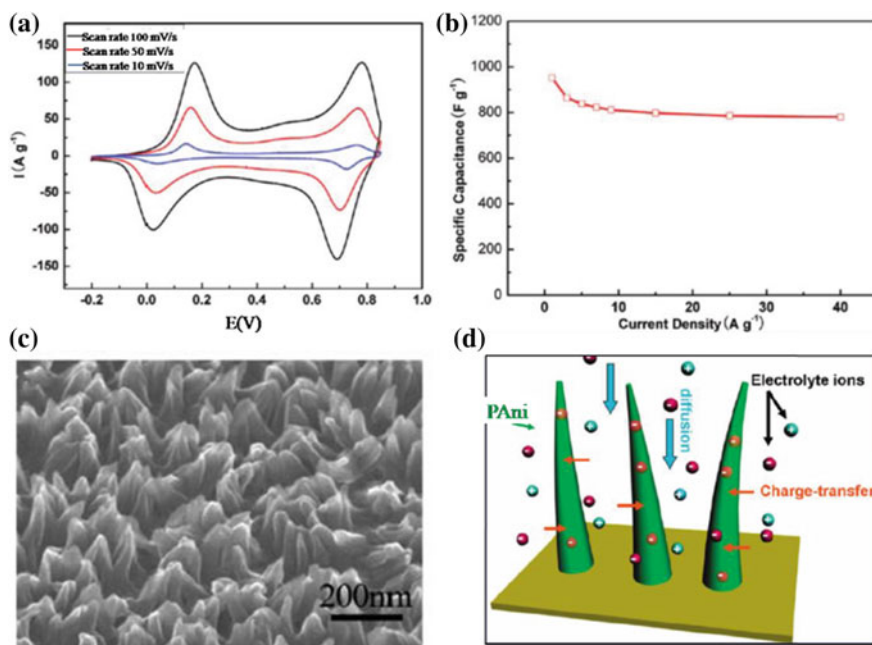 (a)
Scan rate 100 mV/s
Scan rate 50 mV/s
Scan rate 10 mV/s
150
100
50
0
-50
-100
-150
I (A g⁻¹)
-0.2 0.0 0.2 0.4 0.6 0.8 1.0
E(V)
(b)
1200
1000
800
600
400
200
0
Specific Capacitance (F g⁻¹)
0 10 20 30 40
Current Density (A g⁻¹)
(c)
200nm
(d)
PAni
diffusion
Electrolyte ions
Charge-transfer